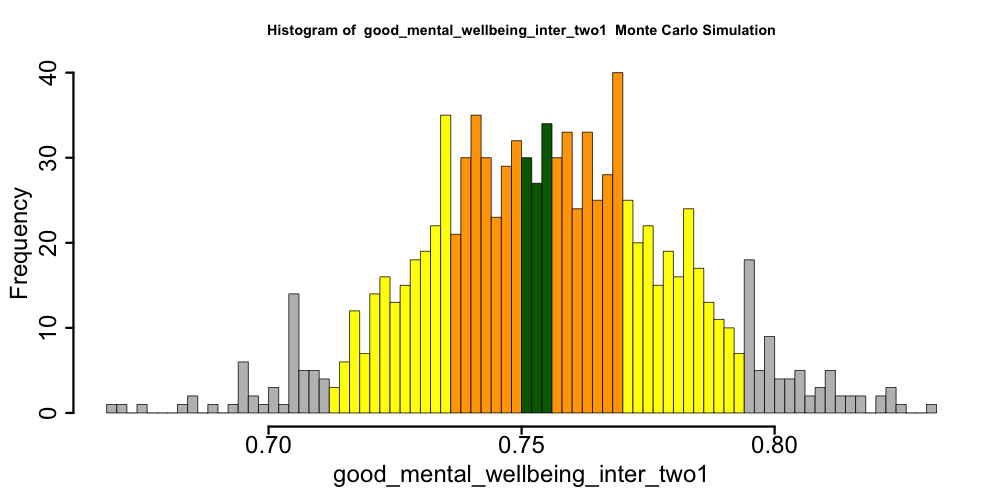 Histogram of good_mental_wellbeing_inter_two1 Monte Carlo Simulation
40
30
20
10
0
Frequency
0.70 0.75 0.80
good_mental_wellbeing_inter_two1